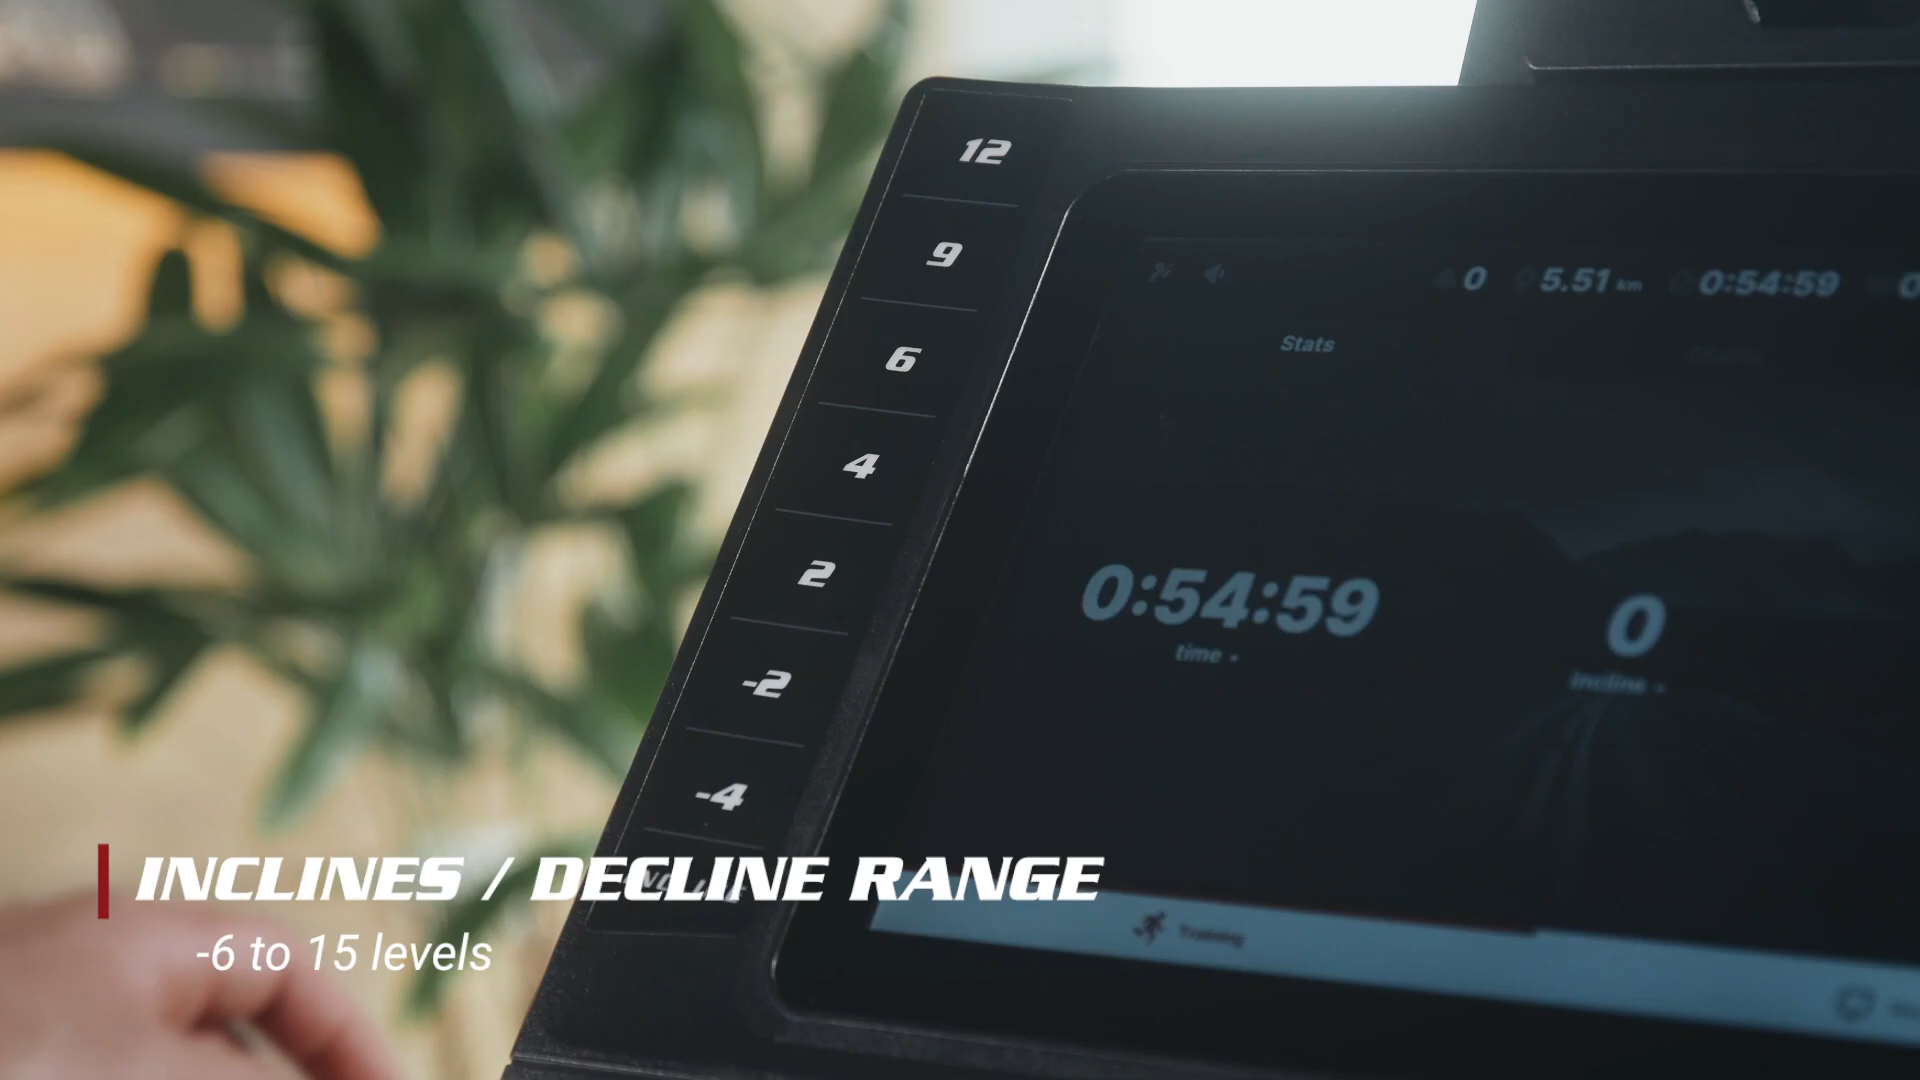 12
9
6
4
2
-2
-4
0 5.51 km 0:54:59 0
Stats
0:54:59
time
0
incline
INCLINES / DECLINE RANGE
-6 to 15 levels
Training